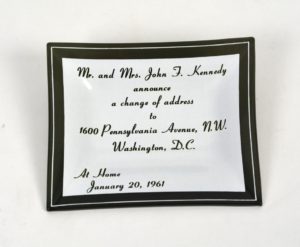 Mr. and Mrs. John F. Kennedy
announce
a change of address
to
1600 Pennsylvania Avenue, N.W.
Washington, D.C.
At Home
January 20, 1961